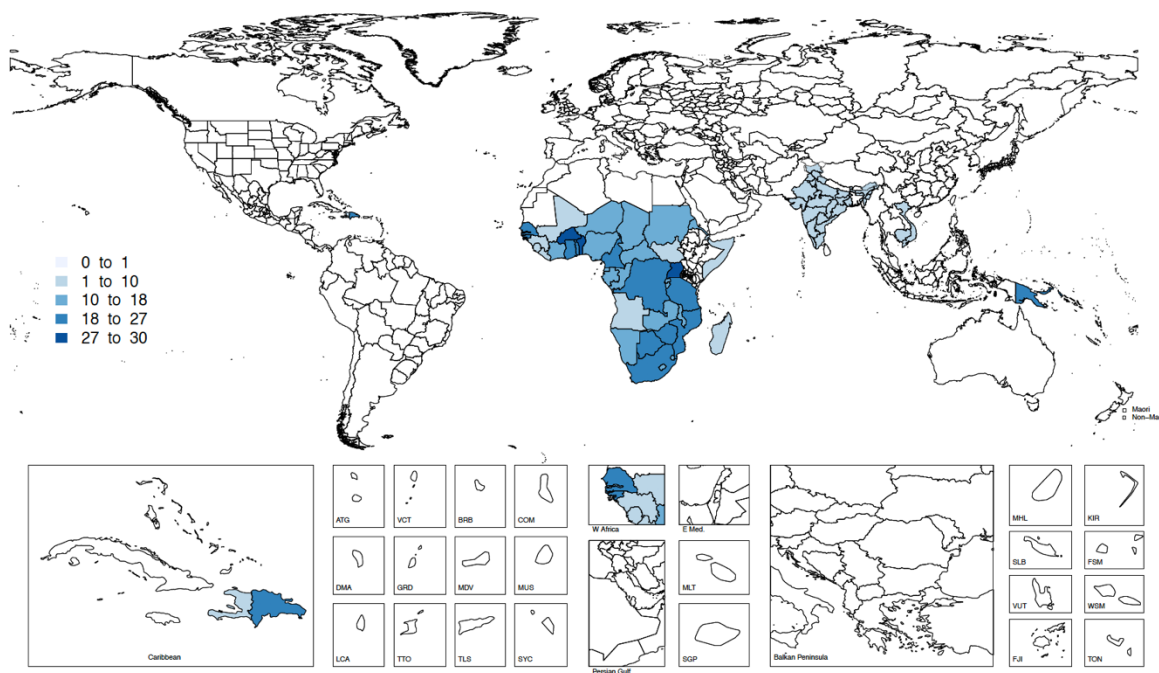 0 to 1
1 to 10
10 to 18
18 to 27
27 to 30
Maori
Non-Ma
Caribbean
ATG
VCT
BRB
COM
DMA
GRD
MDV
MUS
LCA
TTO
TLS
SYC
W Africa
E Med.
Persian Gulf
MLT
SGP
Balkan Peninsula
MHL
KIR
SLB
FSM
VUT
WSM
FJI
TON